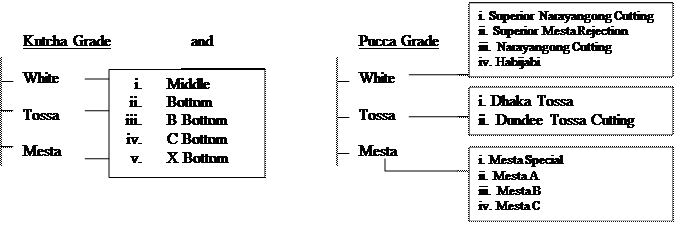 Kutcha Grade and
White
Tossa
Mesta
i. Middle
ii. Bottom
iii. B Bottom
iv. C Bottom
v. X Bottom
Pucca Grade
White
i. Superior Narayangong Cutting
ii. Superior Mesta Rejection
iii. Narayangong Cutting
iv. Habijabi
Tossa
i. Dhaka Tossa
ii. Dundee Tossa Cutting
Mesta
i. Mesta Special
ii. Mesta A
iii. Mesta B
iv. Mesta C